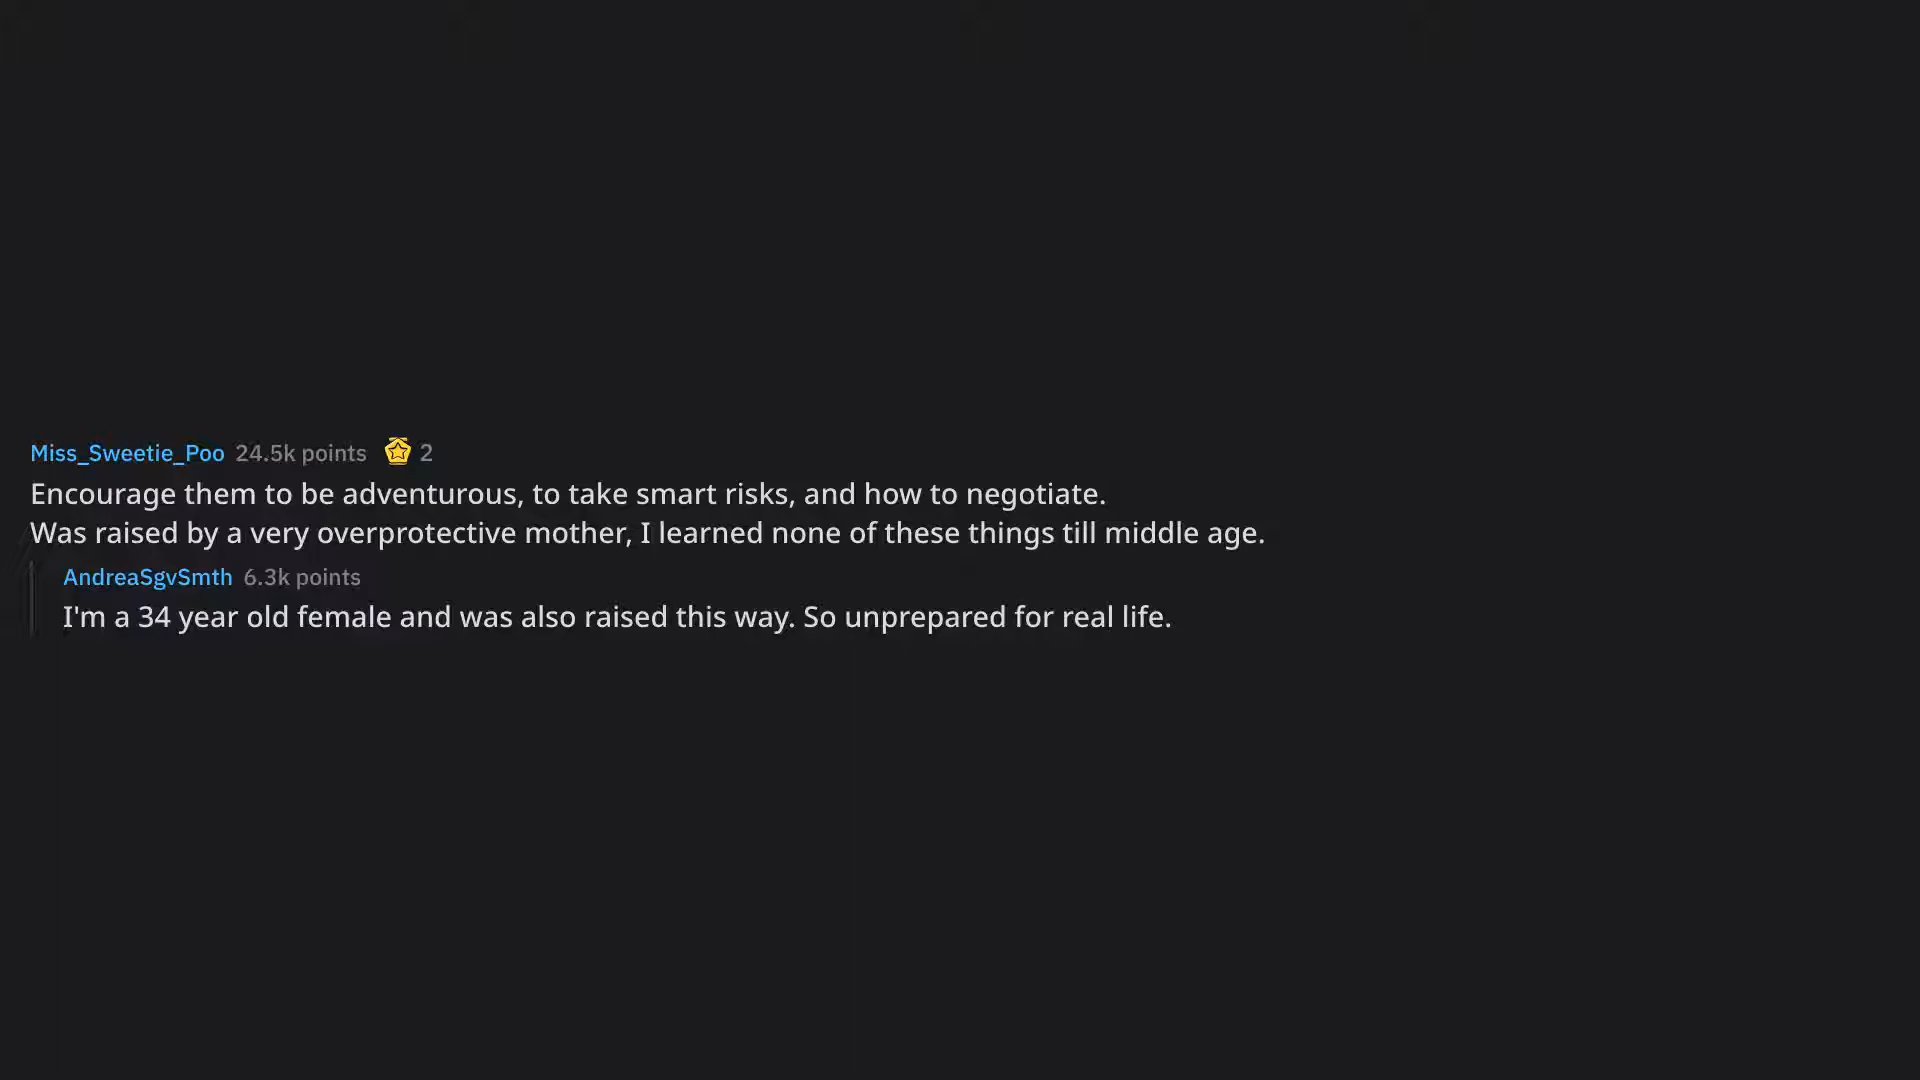 Miss_Sweetie_Poo 24.5k points 2
Encourage them to be adventurous, to take smart risks, and how to negotiate.
Was raised by a very overprotective mother, I learned none of these things till middle age.
AndreaSgvSmth 6.3k points
I'm a 34 year old female and was also raised this way. So unprepared for real life.